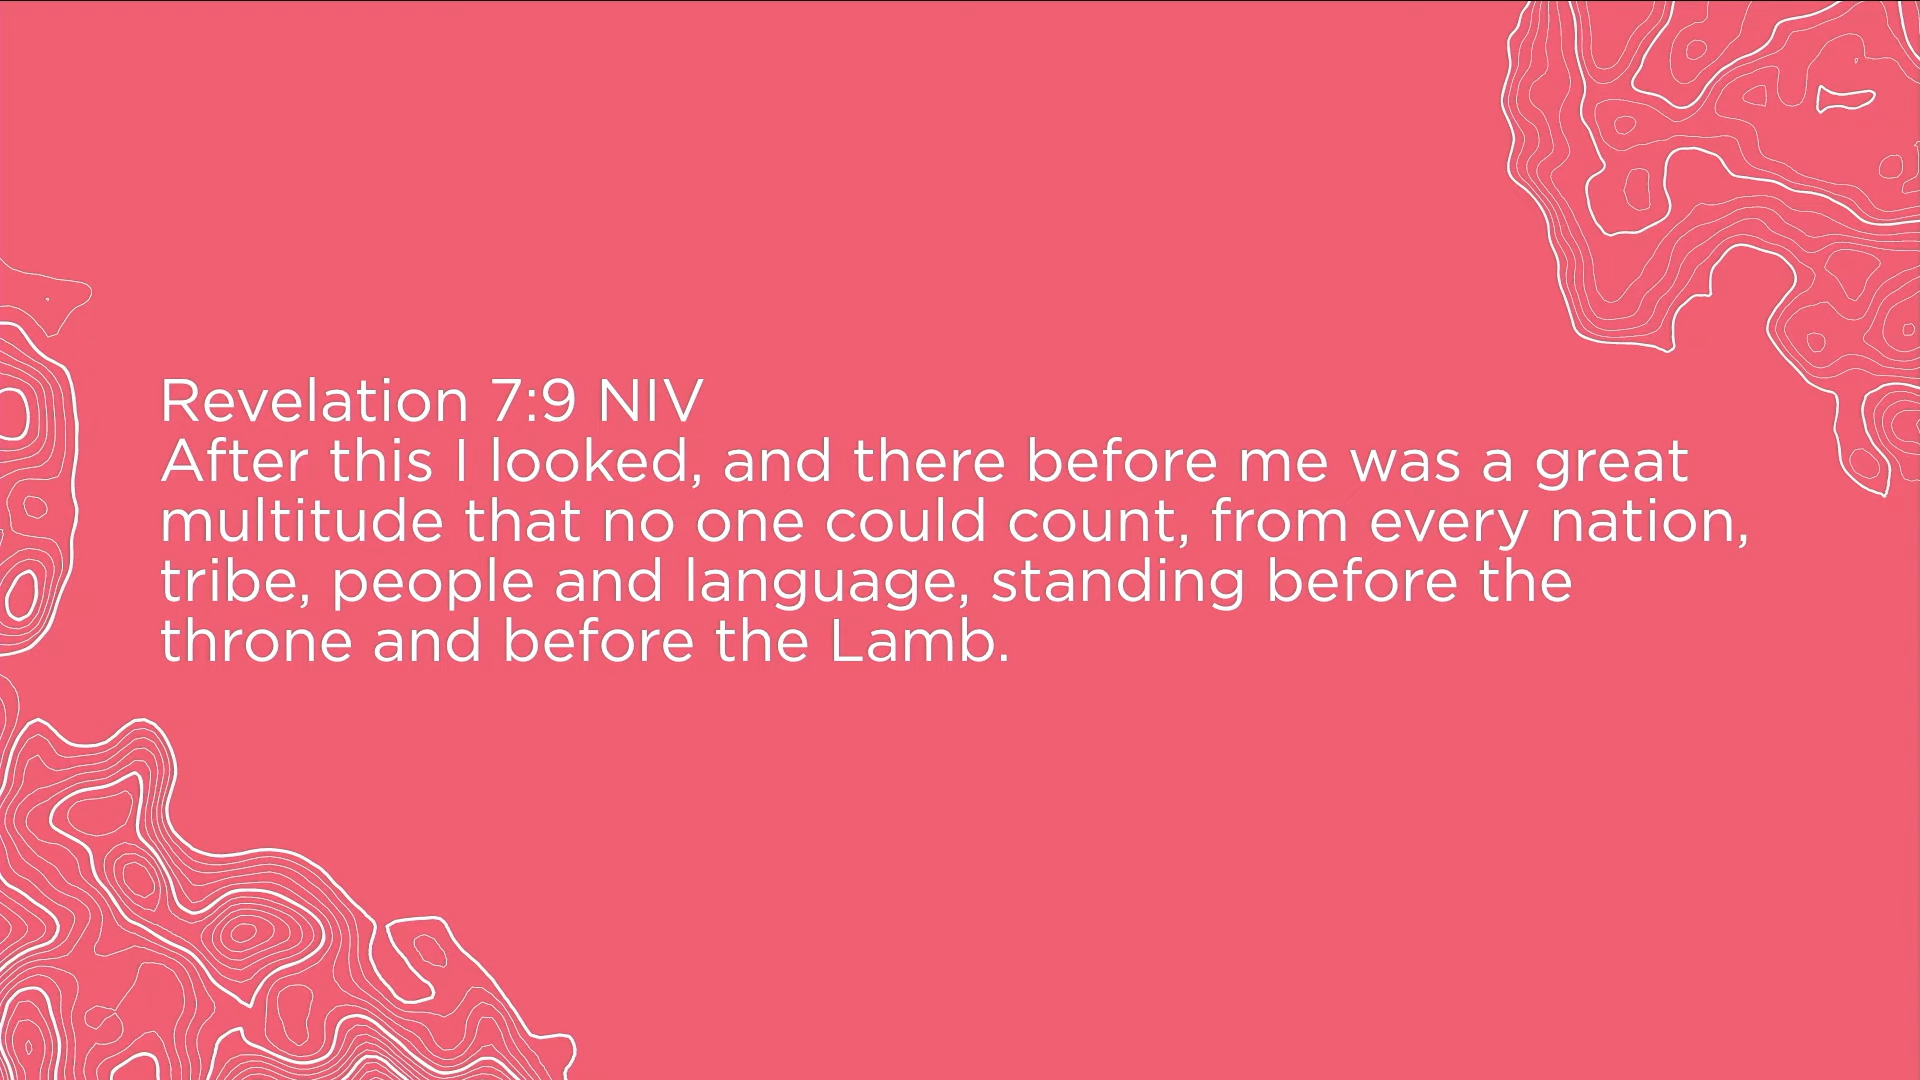 Revelation 7:9 NIV
After this I looked, and there before me was a great
multitude that no one could count, from every nation,
tribe, people and language, standing before the
throne and before the Lamb.